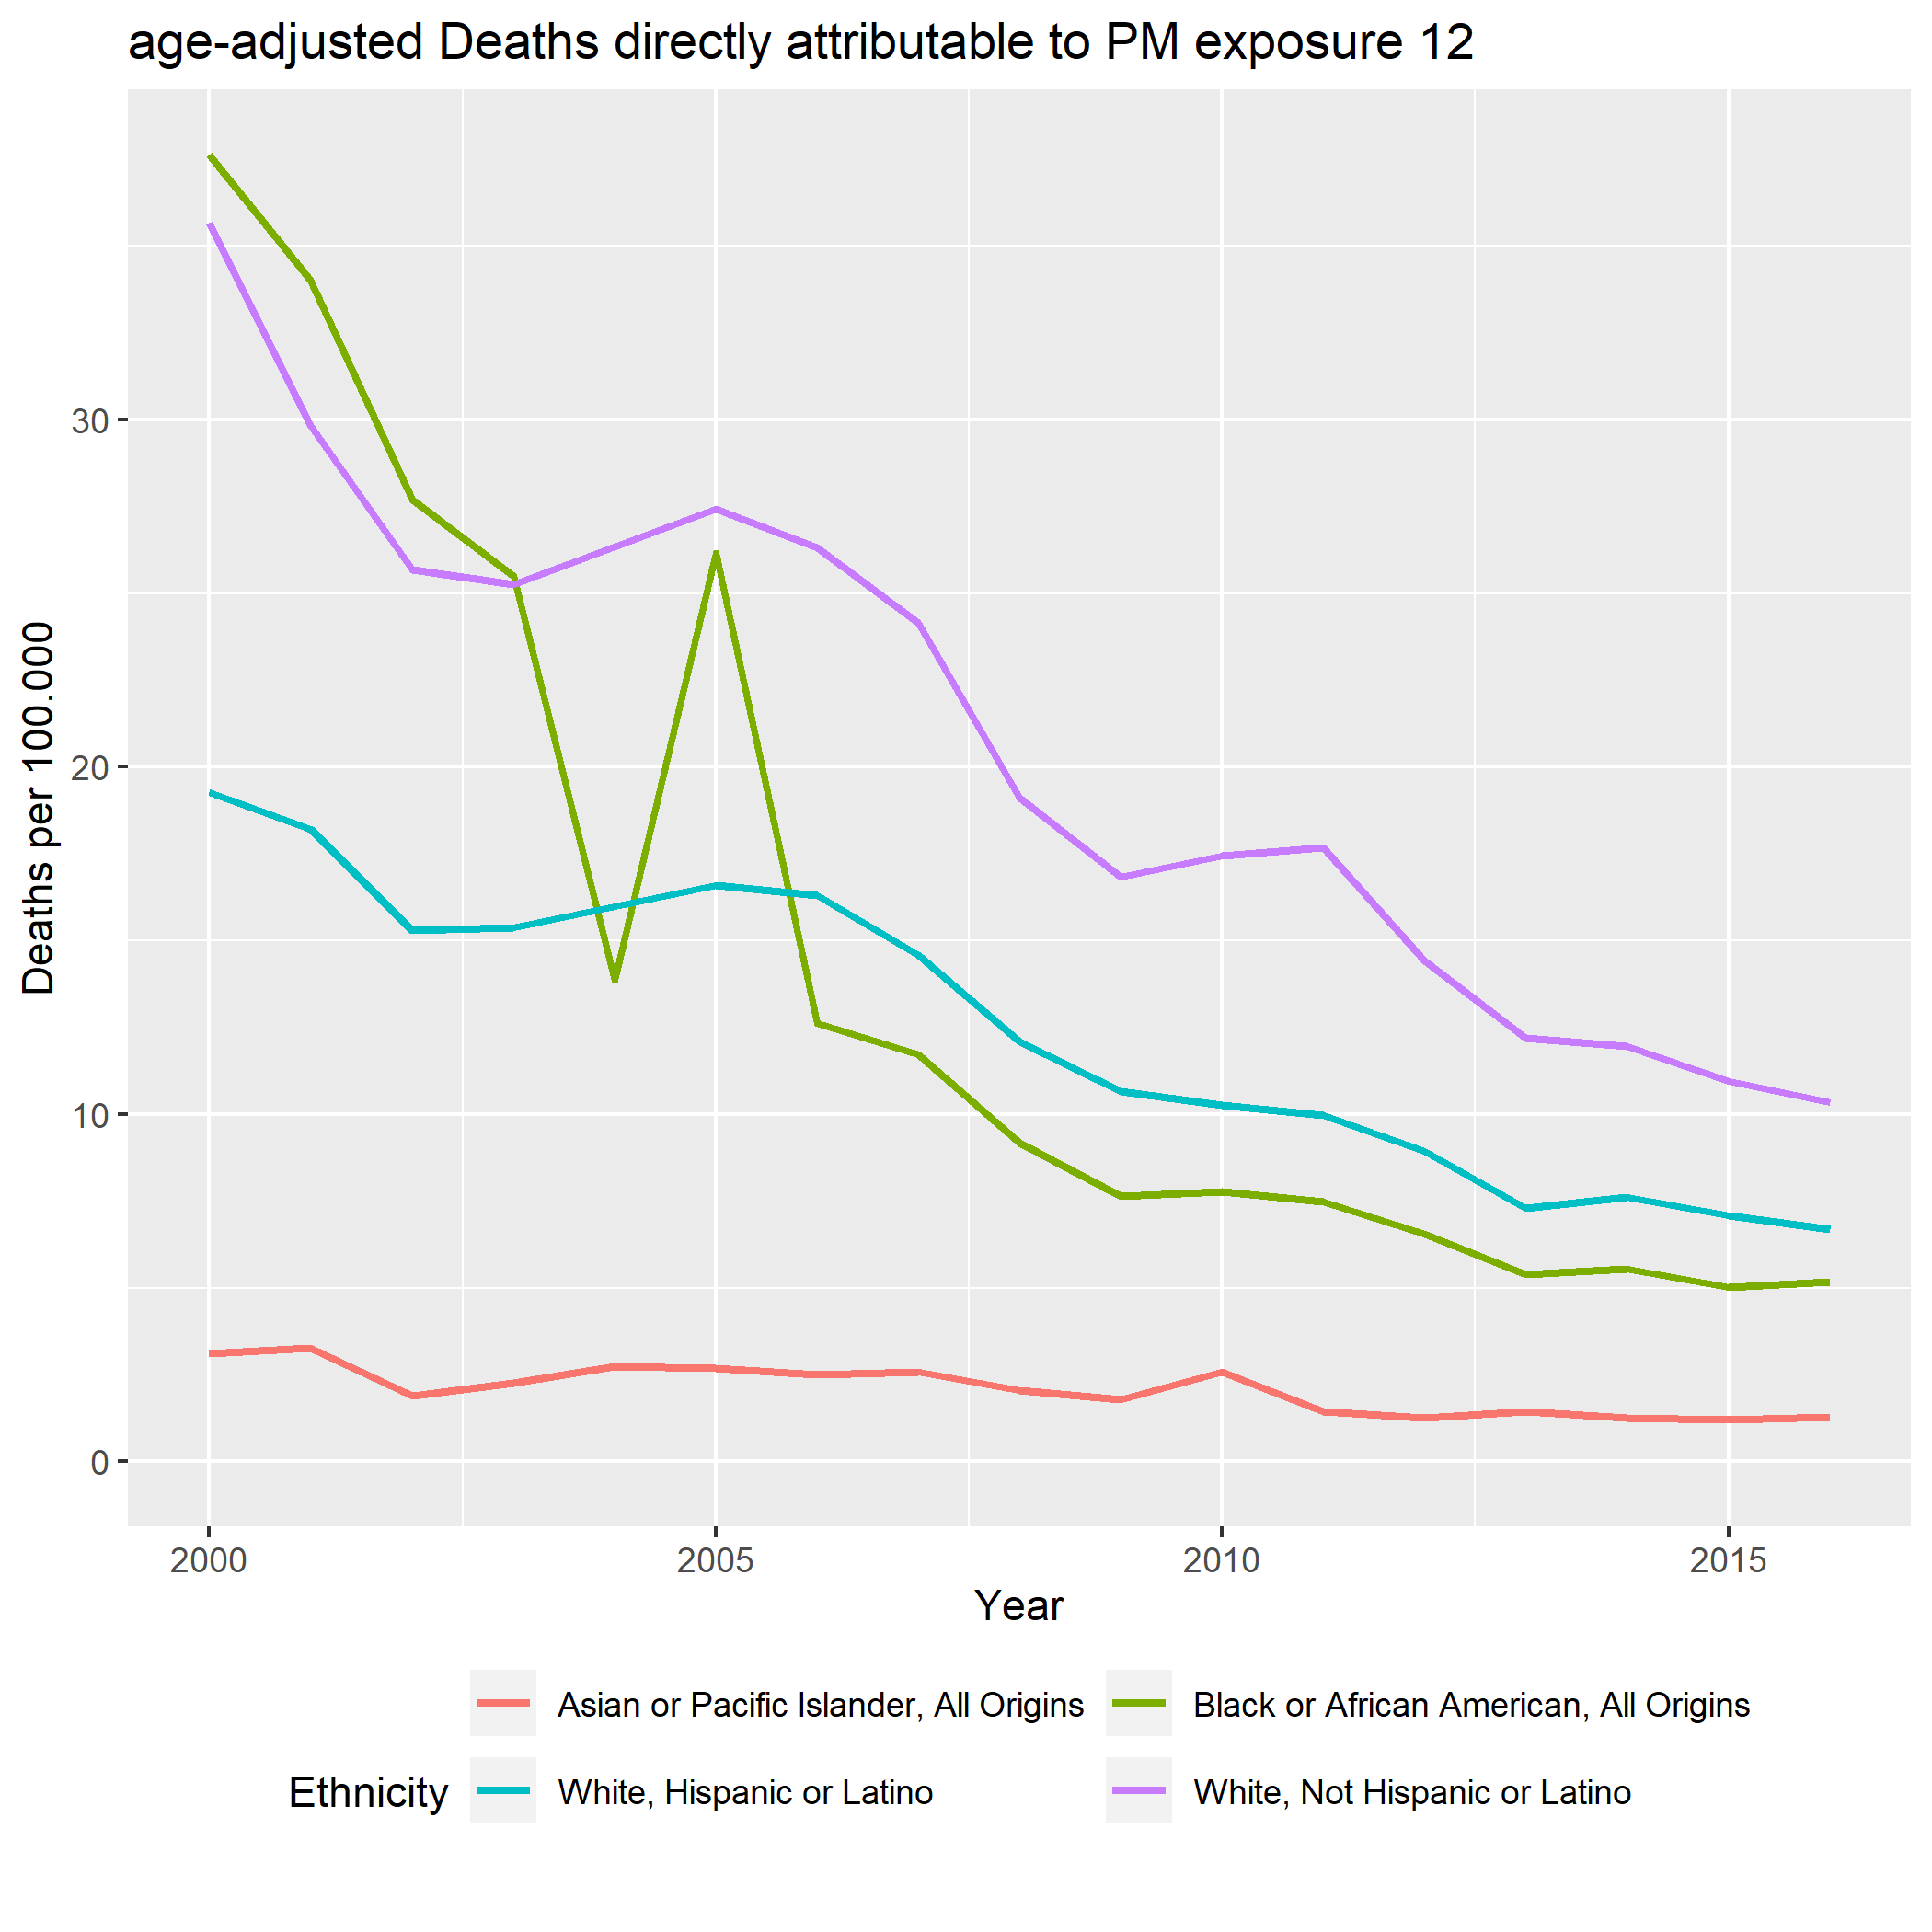 age-adjusted Deaths directly attributable to PM exposure 12
Deaths per 100.000
30
20
10
0
2000 2005 2010 2015
Year
Ethnicity
Asian or Pacific Islander, All Origins
Black or African American, All Origins
White, Hispanic or Latino
White, Not Hispanic or Latino